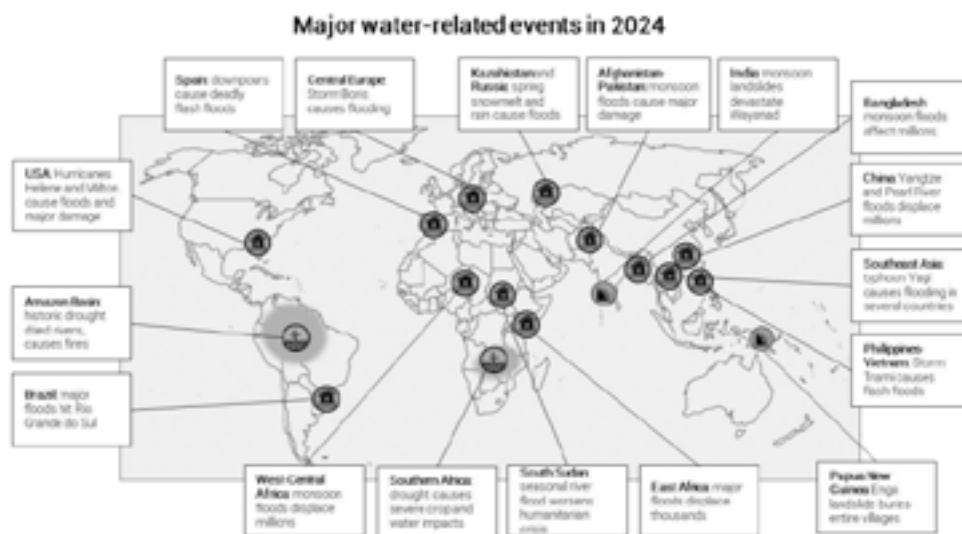 Major water-related events in 2024
Spain: downpours
cause deadly
flash floods
Central Europe
Storm Boris
causes flooding
Kazakhstan and
Russia: spring
snowmelt and
rain cause floods
Afghanistan-
Pakistan: monsoon
floods cause major
damage
India: monsoon
landslides
devastate
Wayanad
Bangladesh
monsoon floods
affect millions
USA: Hurricanes
Helene and Milton
cause floods and
major damage
China: Yangtze
and Pearl River
floods displace
millions
Southeast Asia:
typhoon Yagi
causes flooding in
several countries
Amazon Basin:
historic drought
dried rivers,
causes fires
Philippines
Vietnam: Storm
Trami causes
flash floods
Brazil: major
floods hit Rio
Grande do Sul
West-Central
Africa: monsoon
floods displace
millions
Southern Africa:
drought causes
severe crop and
water impacts
South Sudan:
seasonal river
flood worsens
humanitarian
crisis
East Africa: major
floods displace
thousands
Papua New
Guinea: Enga
landslide buries
entire villages